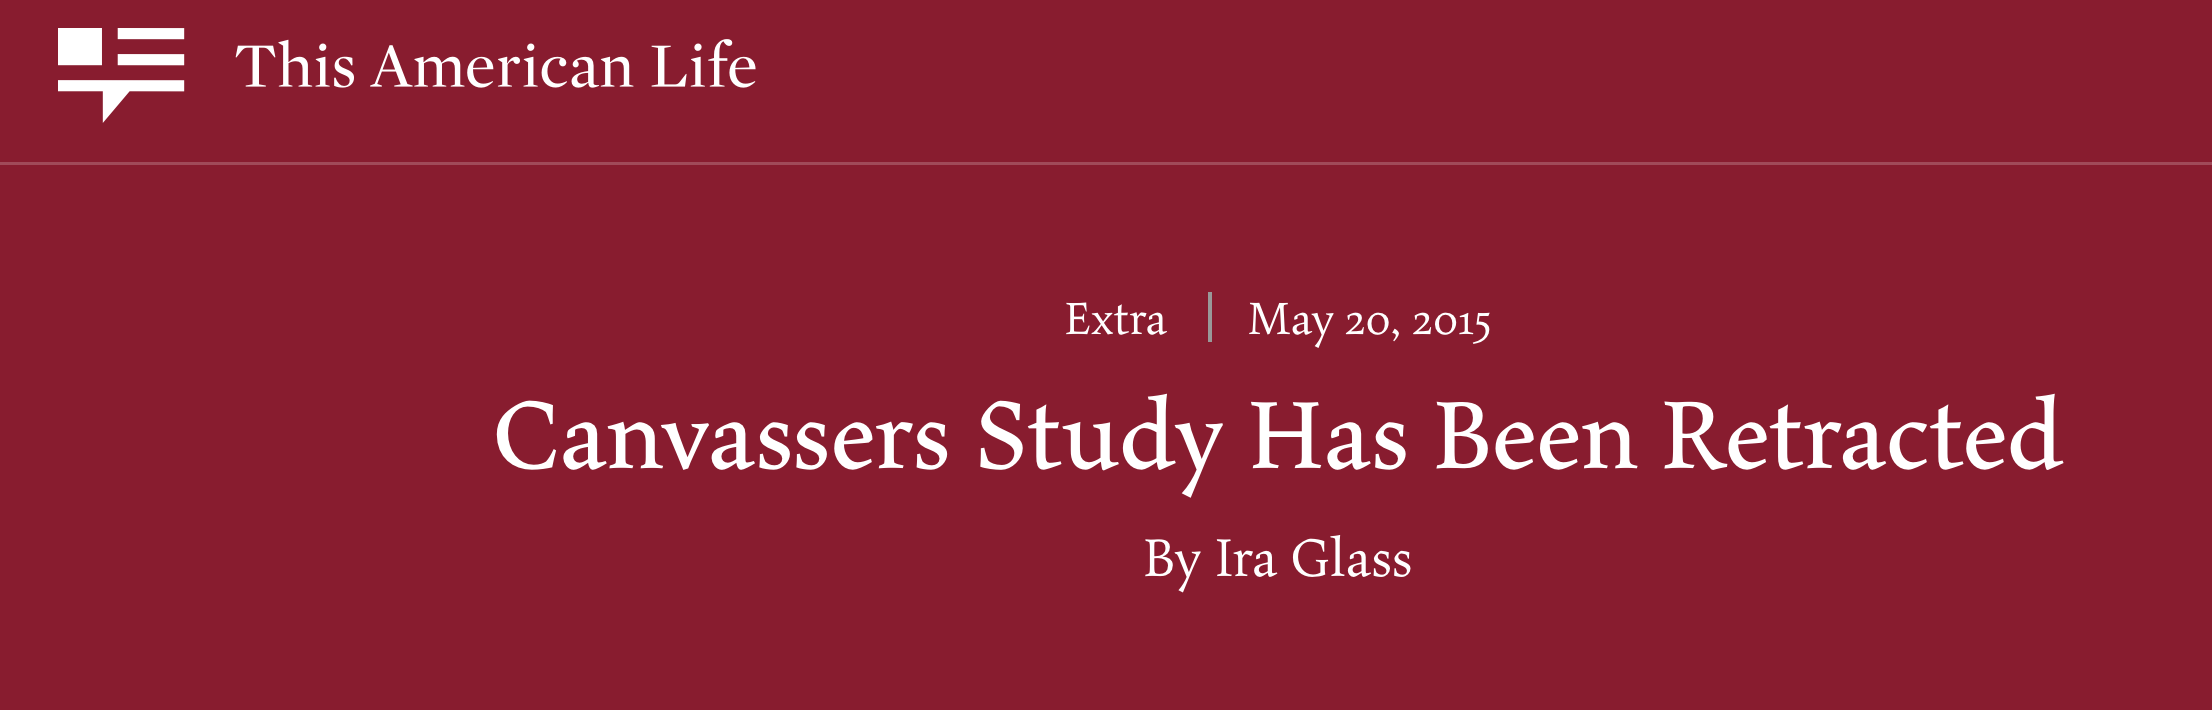 This American Life
Extra | May 20, 2015
Canvassers Study Has Been Retracted
By Ira Glass